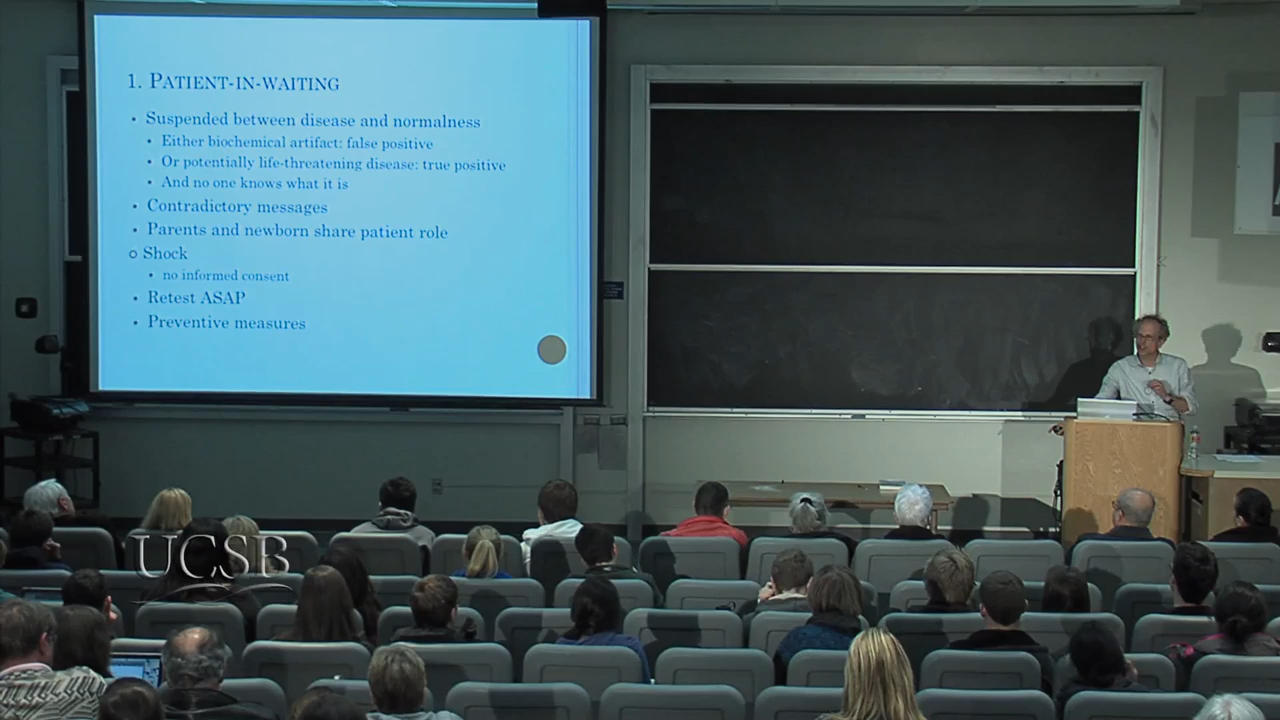 1. PATIENT-IN-WAITING
• Suspended between disease and normalness
• Either biochemical artifact: false positive
• Or potentially life-threatening disease: true positive
• And no one knows what it is
• Contradictory messages
• Parents and newborn share patient role
○ Shock
• no informed consent
• Retest ASAP
• Preventive measures
UCSB